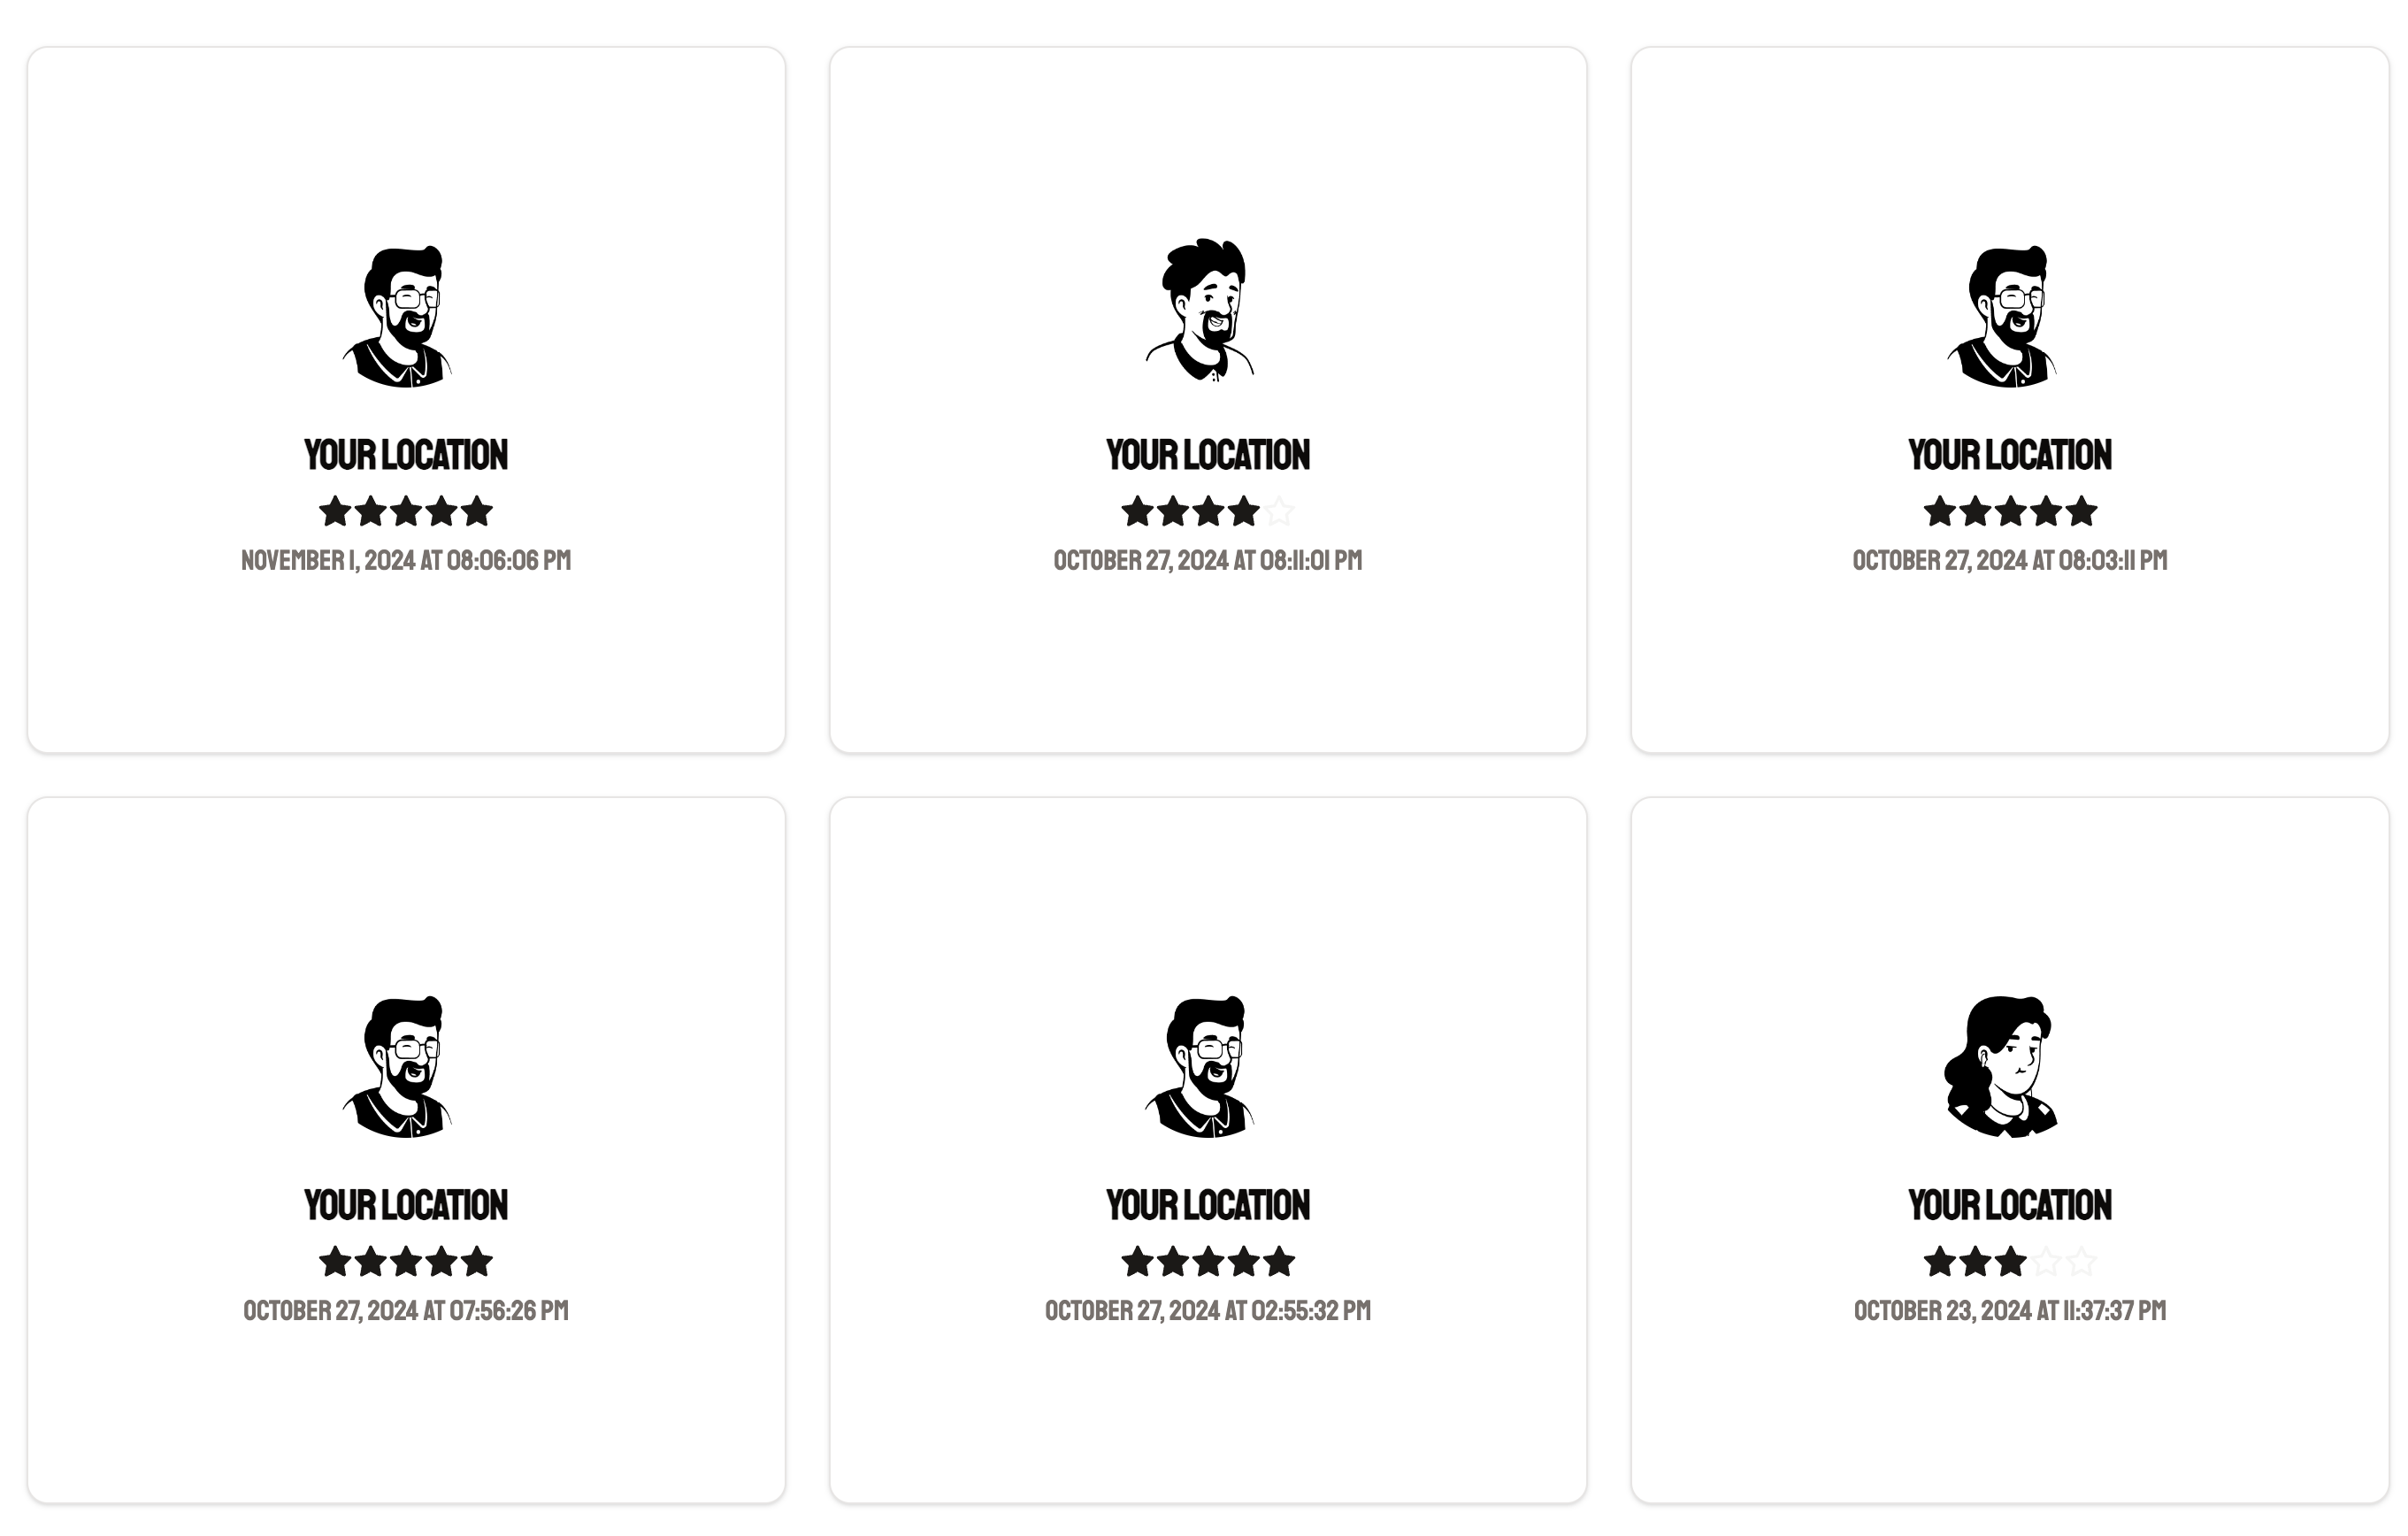 YOUR LOCATION
NOVEMBER 1, 2024 AT 08:06:06 PM
YOUR LOCATION
OCTOBER 27, 2024 AT 08:11:01 PM
YOUR LOCATION
OCTOBER 27, 2024 AT 08:03:11 PM
YOUR LOCATION
OCTOBER 27, 2024 AT 07:56:26 PM
YOUR LOCATION
OCTOBER 27, 2024 AT 02:55:32 PM
YOUR LOCATION
OCTOBER 23, 2024 AT 11:37:37 PM